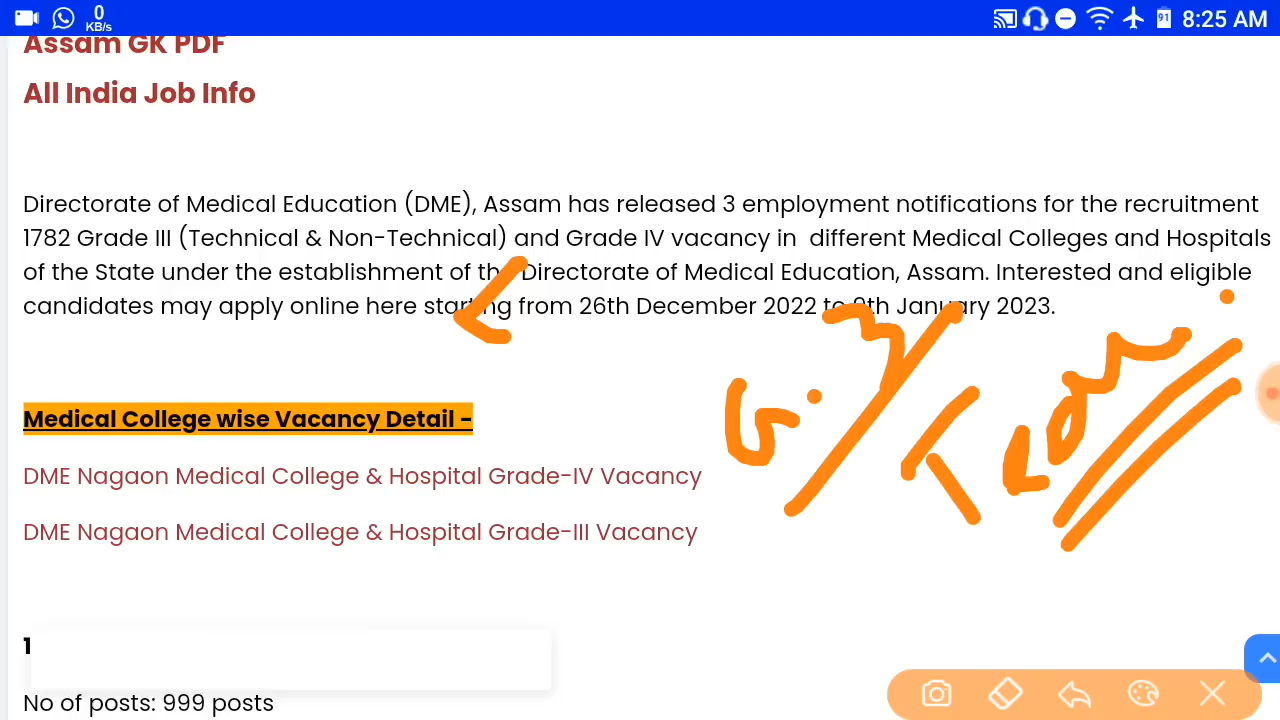 0
KB/s
91
8:25 AM
Assam GK PDF
All India Job Info
Directorate of Medical Education (DME), Assam has released 3 employment notifications for the recruitment
1782 Grade III (Technical & Non-Technical) and Grade IV vacancy in different Medical Colleges and Hospitals
of the State under the establishment of the Directorate of Medical Education, Assam. Interested and eligible
candidates may apply online here starting from 26th December 2022 to 9th January 2023.
Medical College wise Vacancy Detail -
DME Nagaon Medical College & Hospital Grade-IV Vacancy
DME Nagaon Medical College & Hospital Grade-III Vacancy
1
No of posts: 999 posts